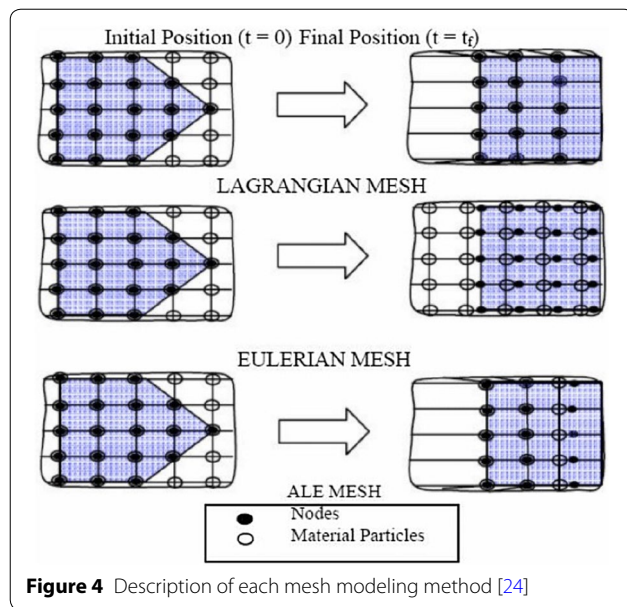 Initial Position (t = 0) Final Position (t = tf)
LAGRANGIAN MESH
EULERIAN MESH
ALE MESH
Nodes
Material Particles
Figure 4 Description of each mesh modeling method [24]